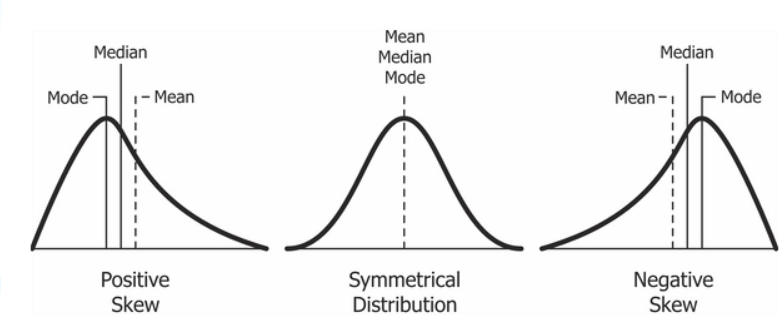 Median
Mode
Mean
Positive
Skew
Mean
Median
Mode
Symmetrical
Distribution
Median
Mean
Mode
Negative
Skew